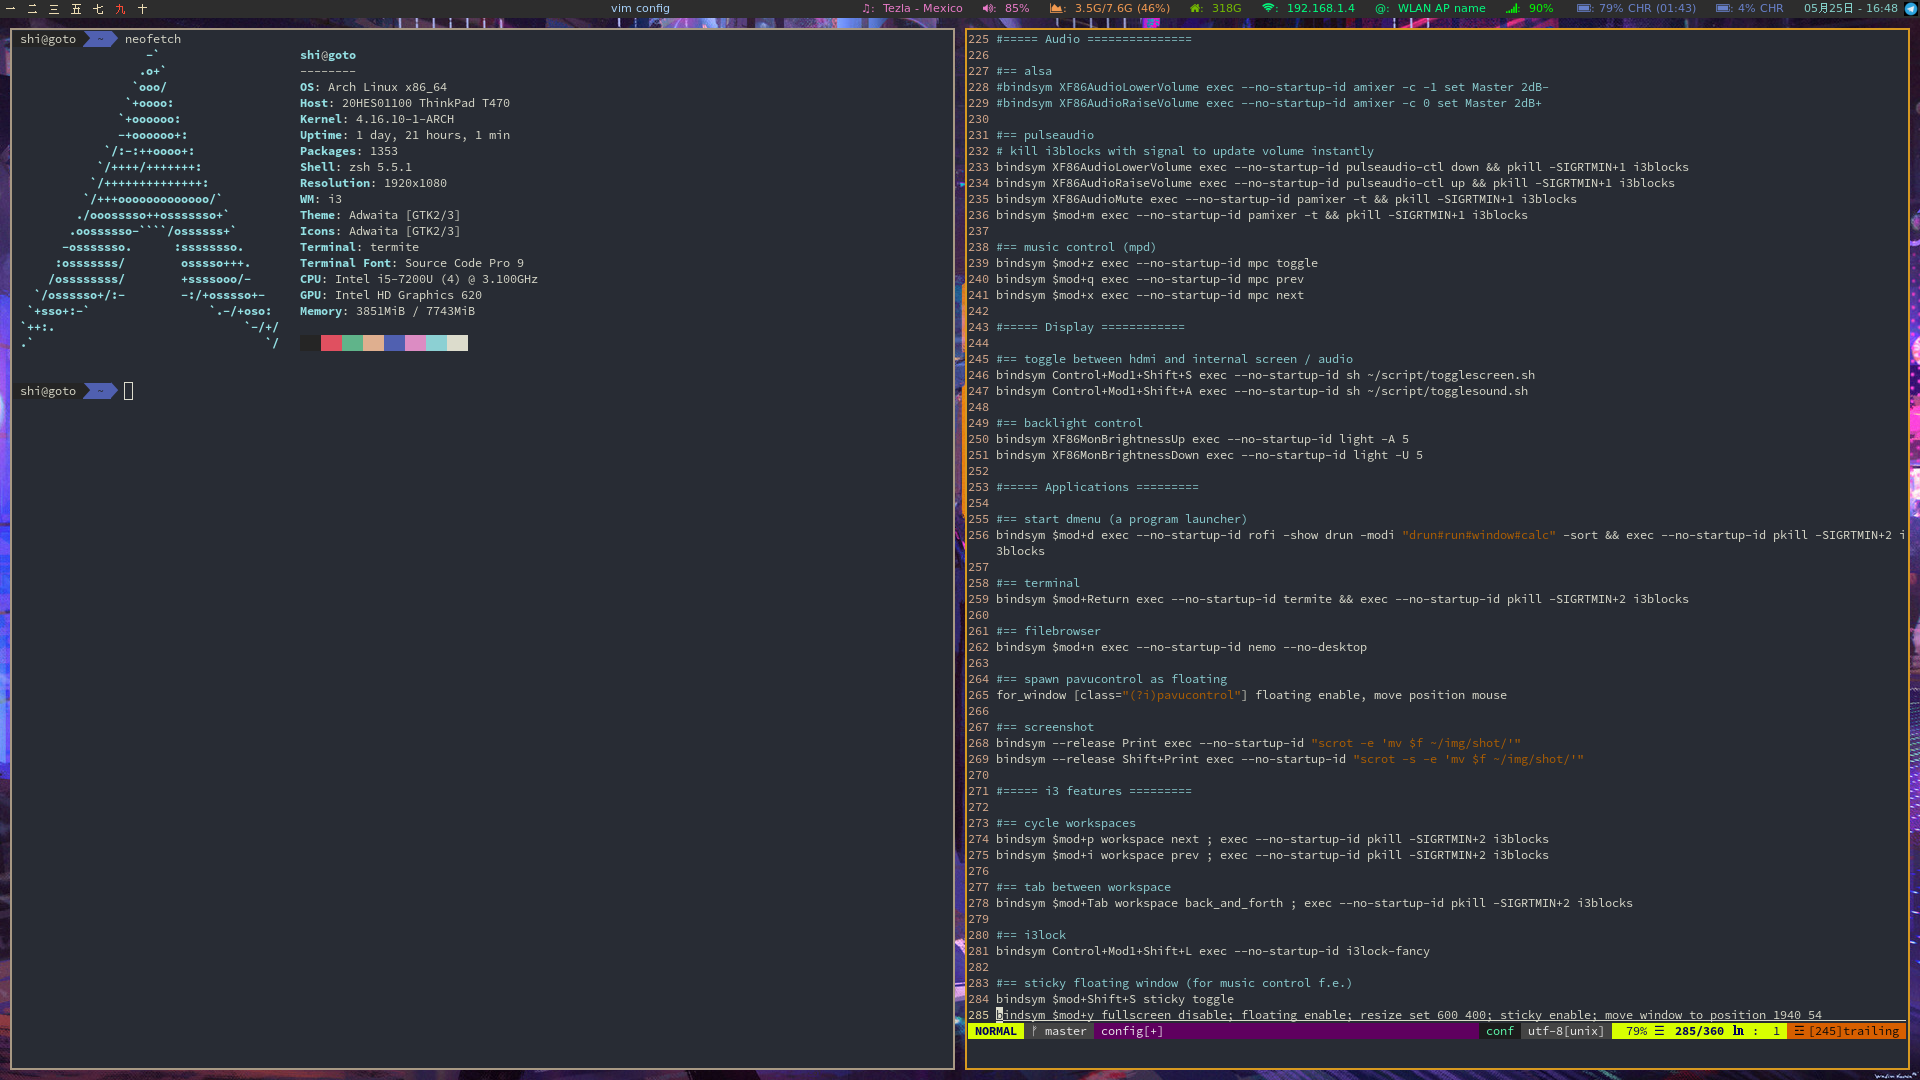 一 二 三 五 七 九 十 vim config ♫: Tezla - Mexico 85% : 3.5G/7.6G (46%) : 318G : 192.168.1.4 @: WLAN AP name 90% : 79% CHR (01:43) : 4% CHR 05月25日 - 16:48
shi@goto ~ neofetch
-`
.o+`
`ooo/
`+oooo:
`+oooooo:
-+oooooo+:
`/:-:++oooo+:
`/++++/+++++++:
`/++++++++++++++:
`/+++ooooooooooooo/`
./ooosssso++osssssso+`
.oossssso-````/ossssss+`
-osssssso. :ssssssso.
:osssssss/ osssso+++.
/ossssssss/ +ssssooo/-
`/ossssso+/:- -:/+osssso+-
`+sso+:-` `.-/+oso:
`++:. `-/+/
.` `/
shi@goto
--------
OS: Arch Linux x86_64
Host: 20HES01100 ThinkPad T470
Kernel: 4.16.10-1-ARCH
Uptime: 1 day, 21 hours, 1 min
Packages: 1353
Shell: zsh 5.5.1
Resolution: 1920x1080
WM: i3
Theme: Adwaita [GTK2/3]
Icons: Adwaita [GTK2/3]
Terminal: termite
Terminal Font: Source Code Pro 9
CPU: Intel i5-7200U (4) @ 3.100GHz
GPU: Intel HD Graphics 620
Memory: 3851MiB / 7743MiB
shi@goto ~
225 #===== Audio ===============
226
227 #== alsa
228 #bindsym XF86AudioLowerVolume exec --no-startup-id amixer -c -1 set Master 2dB-
229 #bindsym XF86AudioRaiseVolume exec --no-startup-id amixer -c 0 set Master 2dB+
230
231 #== pulseaudio
232 # kill i3blocks with signal to update volume instantly
233 bindsym XF86AudioLowerVolume exec --no-startup-id pulseaudio-ctl down && pkill -SIGRTMIN+1 i3blocks
234 bindsym XF86AudioRaiseVolume exec --no-startup-id pulseaudio-ctl up && pkill -SIGRTMIN+1 i3blocks
235 bindsym XF86AudioMute exec --no-startup-id pamixer -t && pkill -SIGRTMIN+1 i3blocks
236 bindsym $mod+m exec --no-startup-id pamixer -t && pkill -SIGRTMIN+1 i3blocks
237
238 #== music control (mpd)
239 bindsym $mod+z exec --no-startup-id mpc toggle
240 bindsym $mod+q exec --no-startup-id mpc prev
241 bindsym $mod+x exec --no-startup-id mpc next
242
243 #===== Display ============
244
245 #== toggle between hdmi and internal screen / audio
246 bindsym Control+Mod1+Shift+S exec --no-startup-id sh ~/script/togglescreen.sh
247 bindsym Control+Mod1+Shift+A exec --no-startup-id sh ~/script/togglesound.sh
248
249 #== backlight control
250 bindsym XF86MonBrightnessUp exec --no-startup-id light -A 5
251 bindsym XF86MonBrightnessDown exec --no-startup-id light -U 5
252
253 #===== Applications =========
254
255 #== start dmenu (a program launcher)
256 bindsym $mod+d exec --no-startup-id rofi -show drun -modi "drun#run#window#calc" -sort && exec --no-startup-id pkill -SIGRTMIN+2 i
3blocks
257
258 #== terminal
259 bindsym $mod+Return exec --no-startup-id termite && exec --no-startup-id pkill -SIGRTMIN+2 i3blocks
260
261 #== filebrowser
262 bindsym $mod+n exec --no-startup-id nemo --no-desktop
263
264 #== spawn pavucontrol as floating
265 for_window [class="(?i)pavucontrol"] floating enable, move position mouse
266
267 #== screenshot
268 bindsym --release Print exec --no-startup-id "scrot -e 'mv $f ~/img/shot/'"
269 bindsym --release Shift+Print exec --no-startup-id "scrot -s -e 'mv $f ~/img/shot/'"
270
271 #===== i3 features =========
272
273 #== cycle workspaces
274 bindsym $mod+p workspace next ; exec --no-startup-id pkill -SIGRTMIN+2 i3blocks
275 bindsym $mod+i workspace prev ; exec --no-startup-id pkill -SIGRTMIN+2 i3blocks
276
277 #== tab between workspace
278 bindsym $mod+Tab workspace back_and_forth ; exec --no-startup-id pkill -SIGRTMIN+2 i3blocks
279
280 #== i3lock
281 bindsym Control+Mod1+Shift+L exec --no-startup-id i3lock-fancy
282
283 #== sticky floating window (for music control f.e.)
284 bindsym $mod+Shift+S sticky toggle
285 bindsym $mod+y fullscreen disable; floating enable; resize set 600 400; sticky enable; move window to position 1940 54
NORMAL master config[+] conf utf-8[unix] 79% ☰ 285/360 ㏑ : 1 ☰ [245]trailing